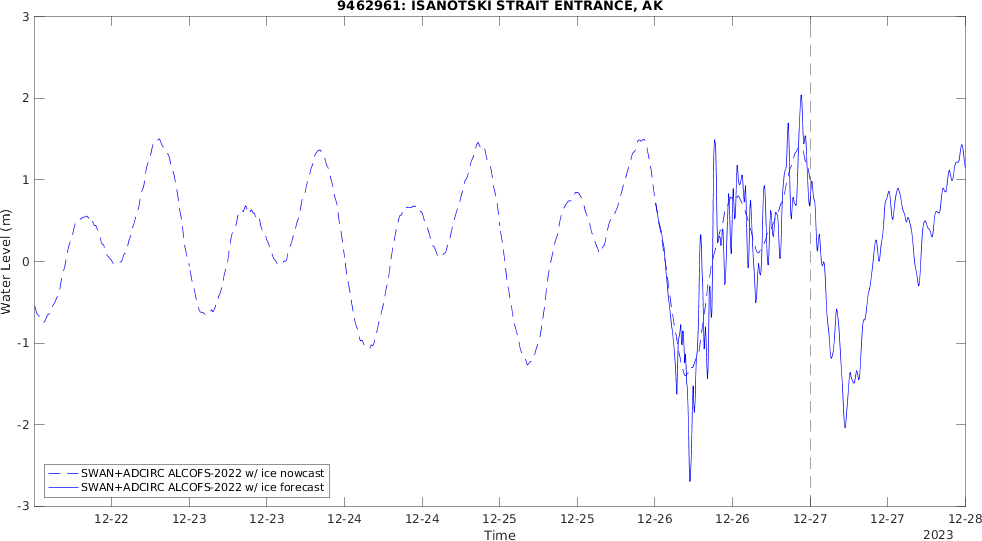 9462961: ISANOTSKI STRAIT ENTRANCE, AK
3
2
1
0
-1
-2
-3
Water Level (m)
SWAN+ADCIRC ALCOFS-2022 w/ ice nowcast
SWAN+ADCIRC ALCOFS-2022 w/ ice forecast
12-22 12-23 12-23 12-24 12-24 12-25 12-25 12-26 12-26 12-27 12-27 12-28
Time
2023